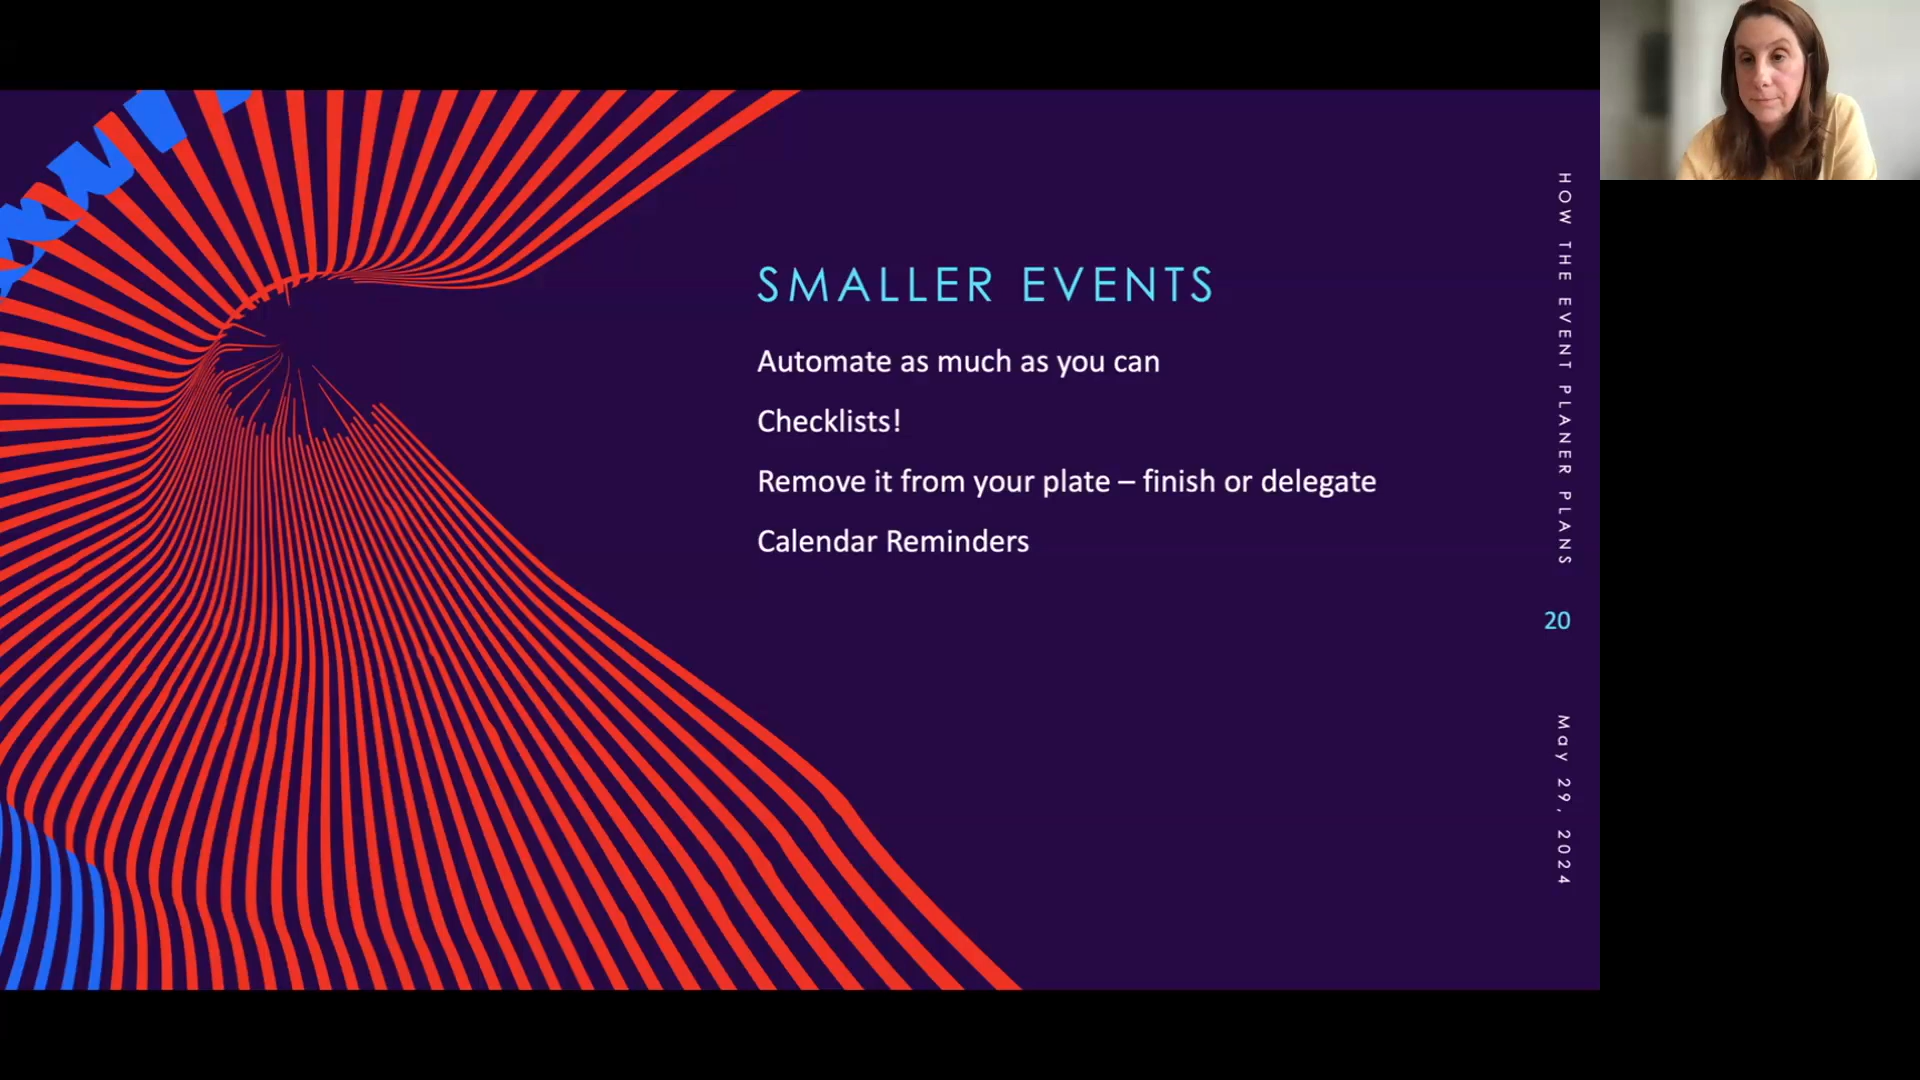 SMALLER EVENTS
Automate as much as you can
Checklists!
Remove it from your plate – finish or delegate
Calendar Reminders
HOW THE EVENT PLANER PLANS
20
May 29, 2024